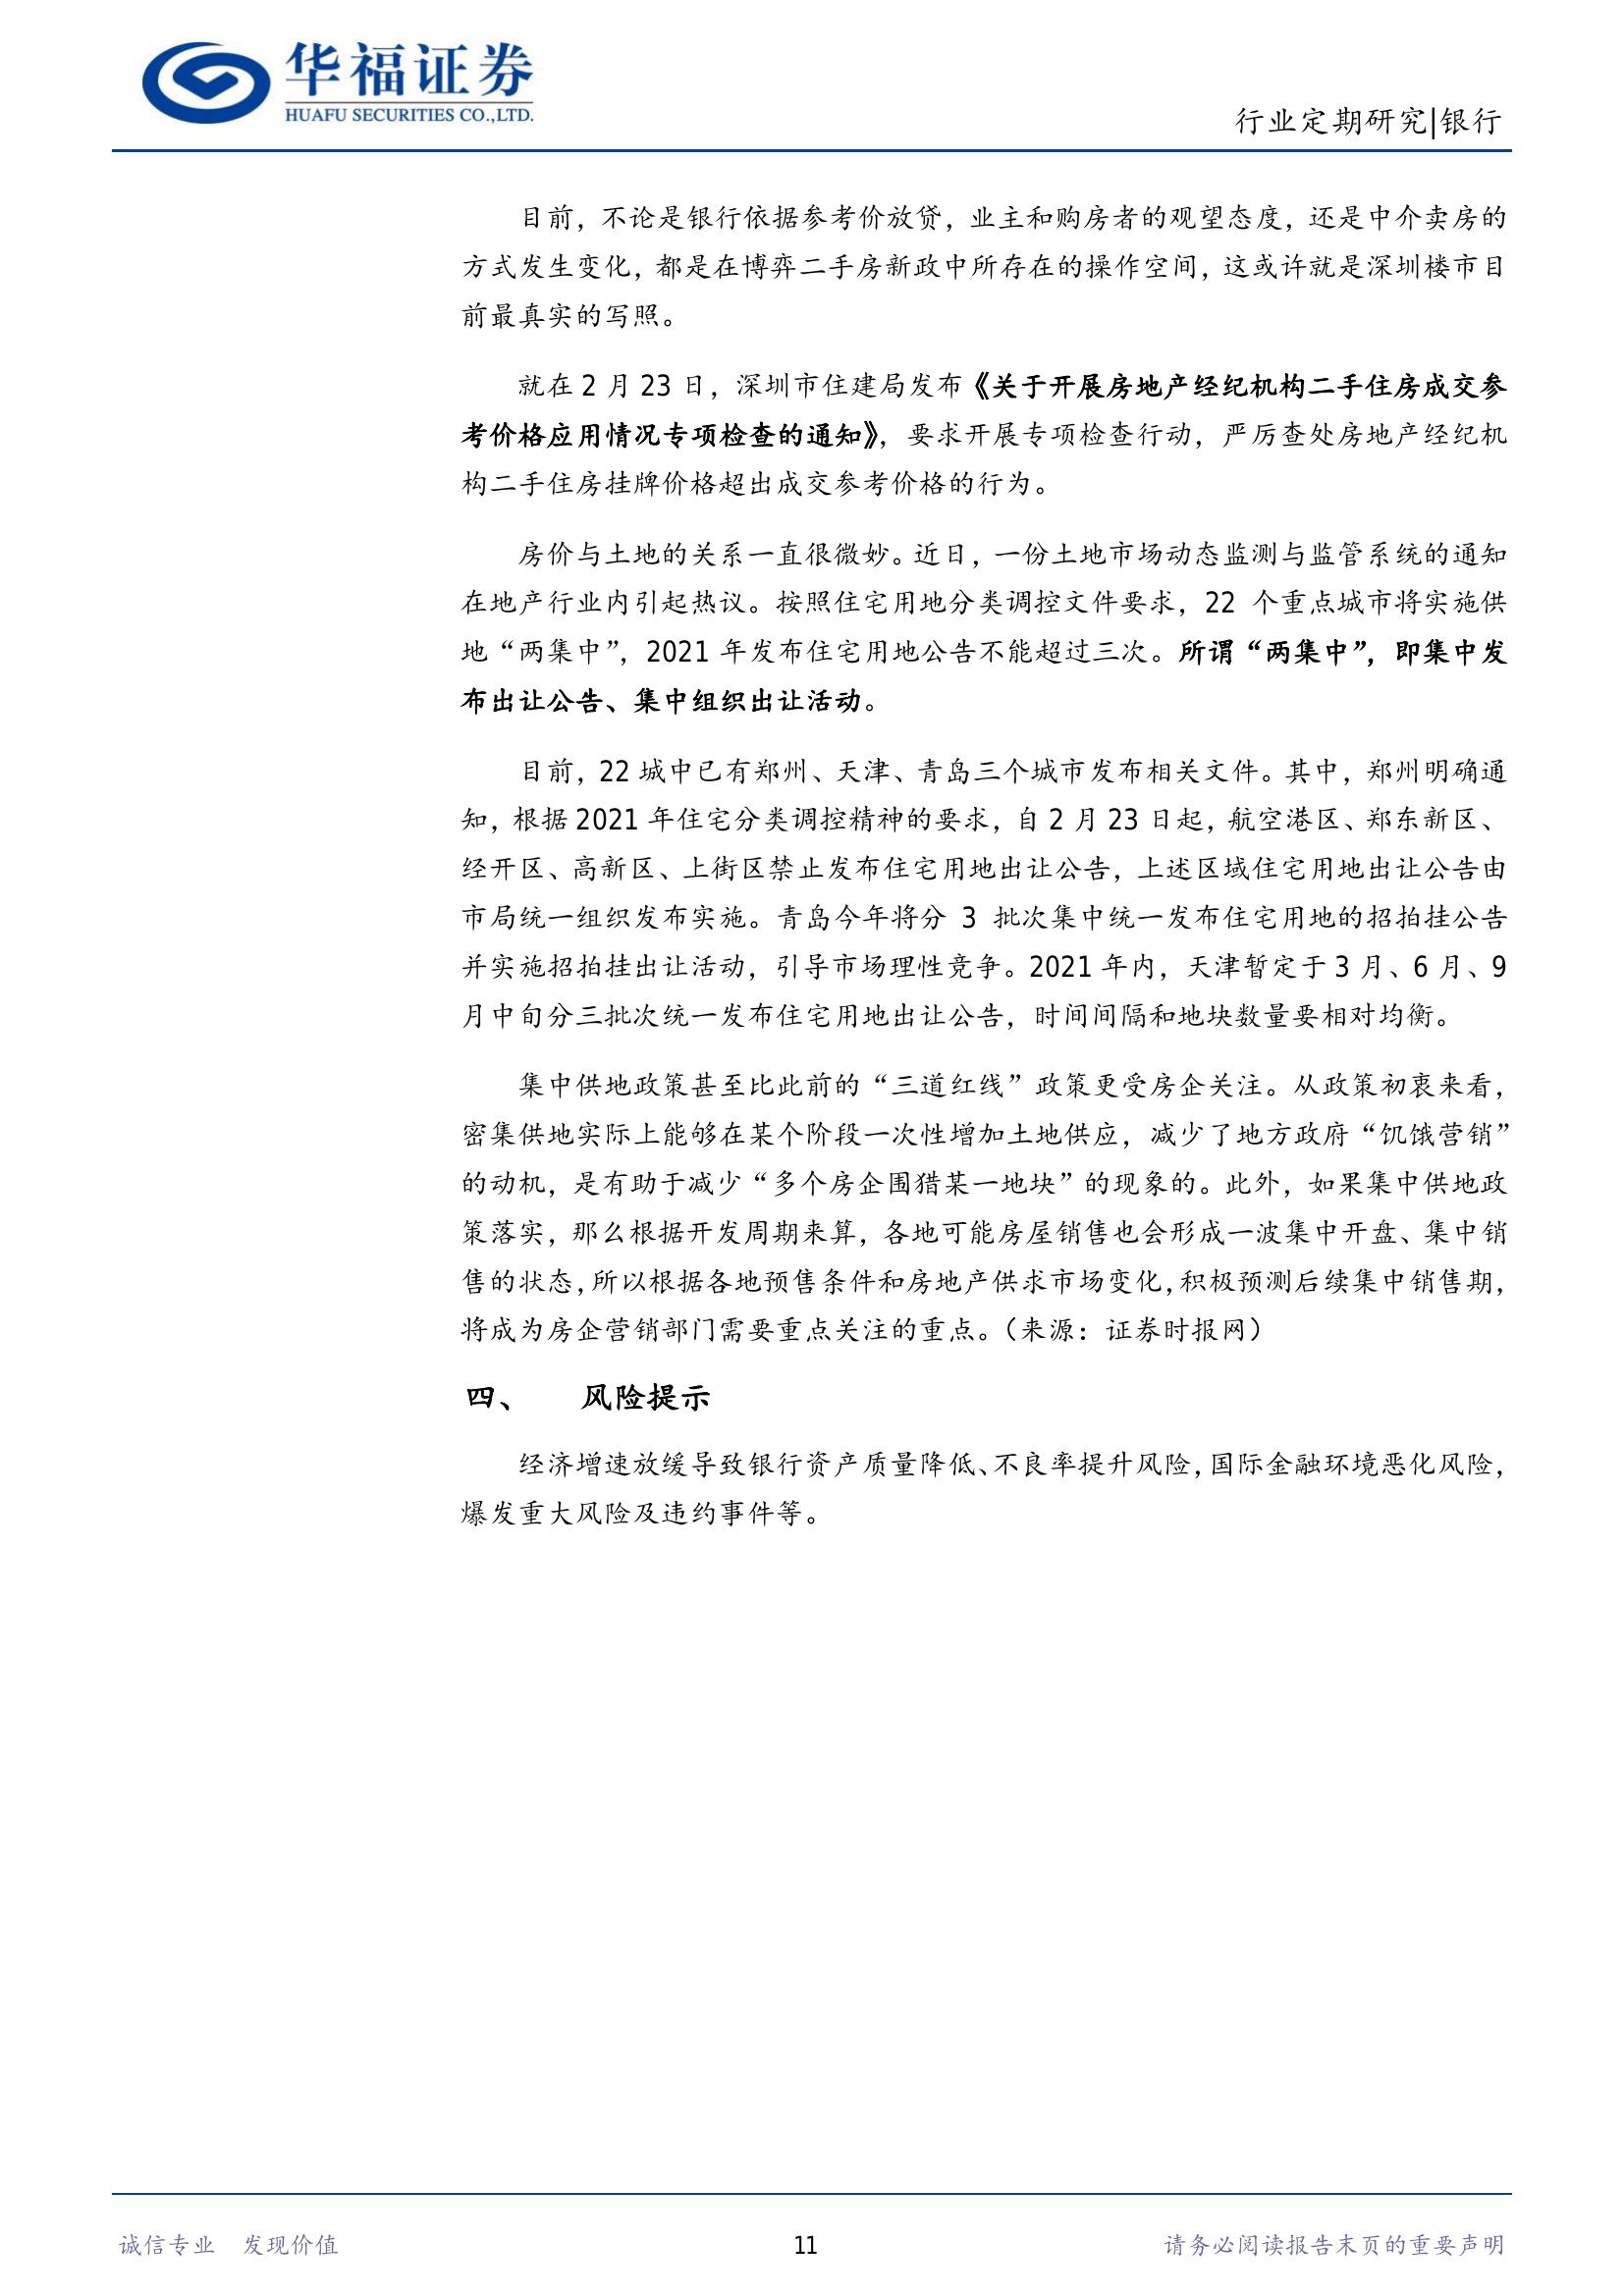 华福证券
HUAFU SECURITIES CO.,LTD.
行业定期研究|银行
目前，不论是银行依据参考价放贷，业主和购房者的观望态度，还是中介卖房的
方式发生变化，都是在博弈二手房新政中所存在的操作空间，这或许就是深圳楼市目
前最真实的写照。
就在 2 月 23 日，深圳市住建局发布《关于开展房地产经纪机构二手住房成交参
考价格应用情况专项检查的通知》，要求开展专项检查行动，严厉查处房地产经纪机
构二手住房挂牌价格超出成交参考价格的行为。
房价与土地的关系一直很微妙。近日，一份土地市场动态监测与监管系统的通知
在地产行业内引起热议。按照住宅用地分类调控文件要求，22 个重点城市将实施供
地“两集中”，2021 年发布住宅用地公告不能超过三次。所谓“两集中”，即集中发
布出让公告、集中组织出让活动。
目前，22 城中已有郑州、天津、青岛三个城市发布相关文件。其中，郑州明确通
知，根据 2021 年住宅分类调控精神的要求，自 2 月 23 日起，航空港区、郑东新区、
经开区、高新区、上街区禁止发布住宅用地出让公告，上述区域住宅用地出让公告由
市局统一组织发布实施。青岛今年将分 3 批次集中统一发布住宅用地的招拍挂公告
并实施招拍挂出让活动，引导市场理性竞争。2021 年内，天津暂定于 3 月、6 月、9
月中旬分三批次统一发布住宅用地出让公告，时间间隔和地块数量要相对均衡。
集中供地政策甚至比此前的“三道红线”政策更受房企关注。从政策初衷来看，
密集供地实际上能够在某个阶段一次性增加土地供应，减少了地方政府“饥饿营销”
的动机，是有助于减少“多个房企围猎某一地块”的现象的。此外，如果集中供地政
策落实，那么根据开发周期来算，各地可能房屋销售也会形成一波集中开盘、集中销
售的状态，所以根据各地预售条件和房地产供求市场变化，积极预测后续集中销售期，
将成为房企营销部门需要重点关注的重点。（来源：证券时报网）
四、 风险提示
经济增速放缓导致银行资产质量降低、不良率提升风险，国际金融环境恶化风险，
爆发重大风险及违约事件等。
诚信专业 发现价值
11
请务必阅读报告末页的重要声明